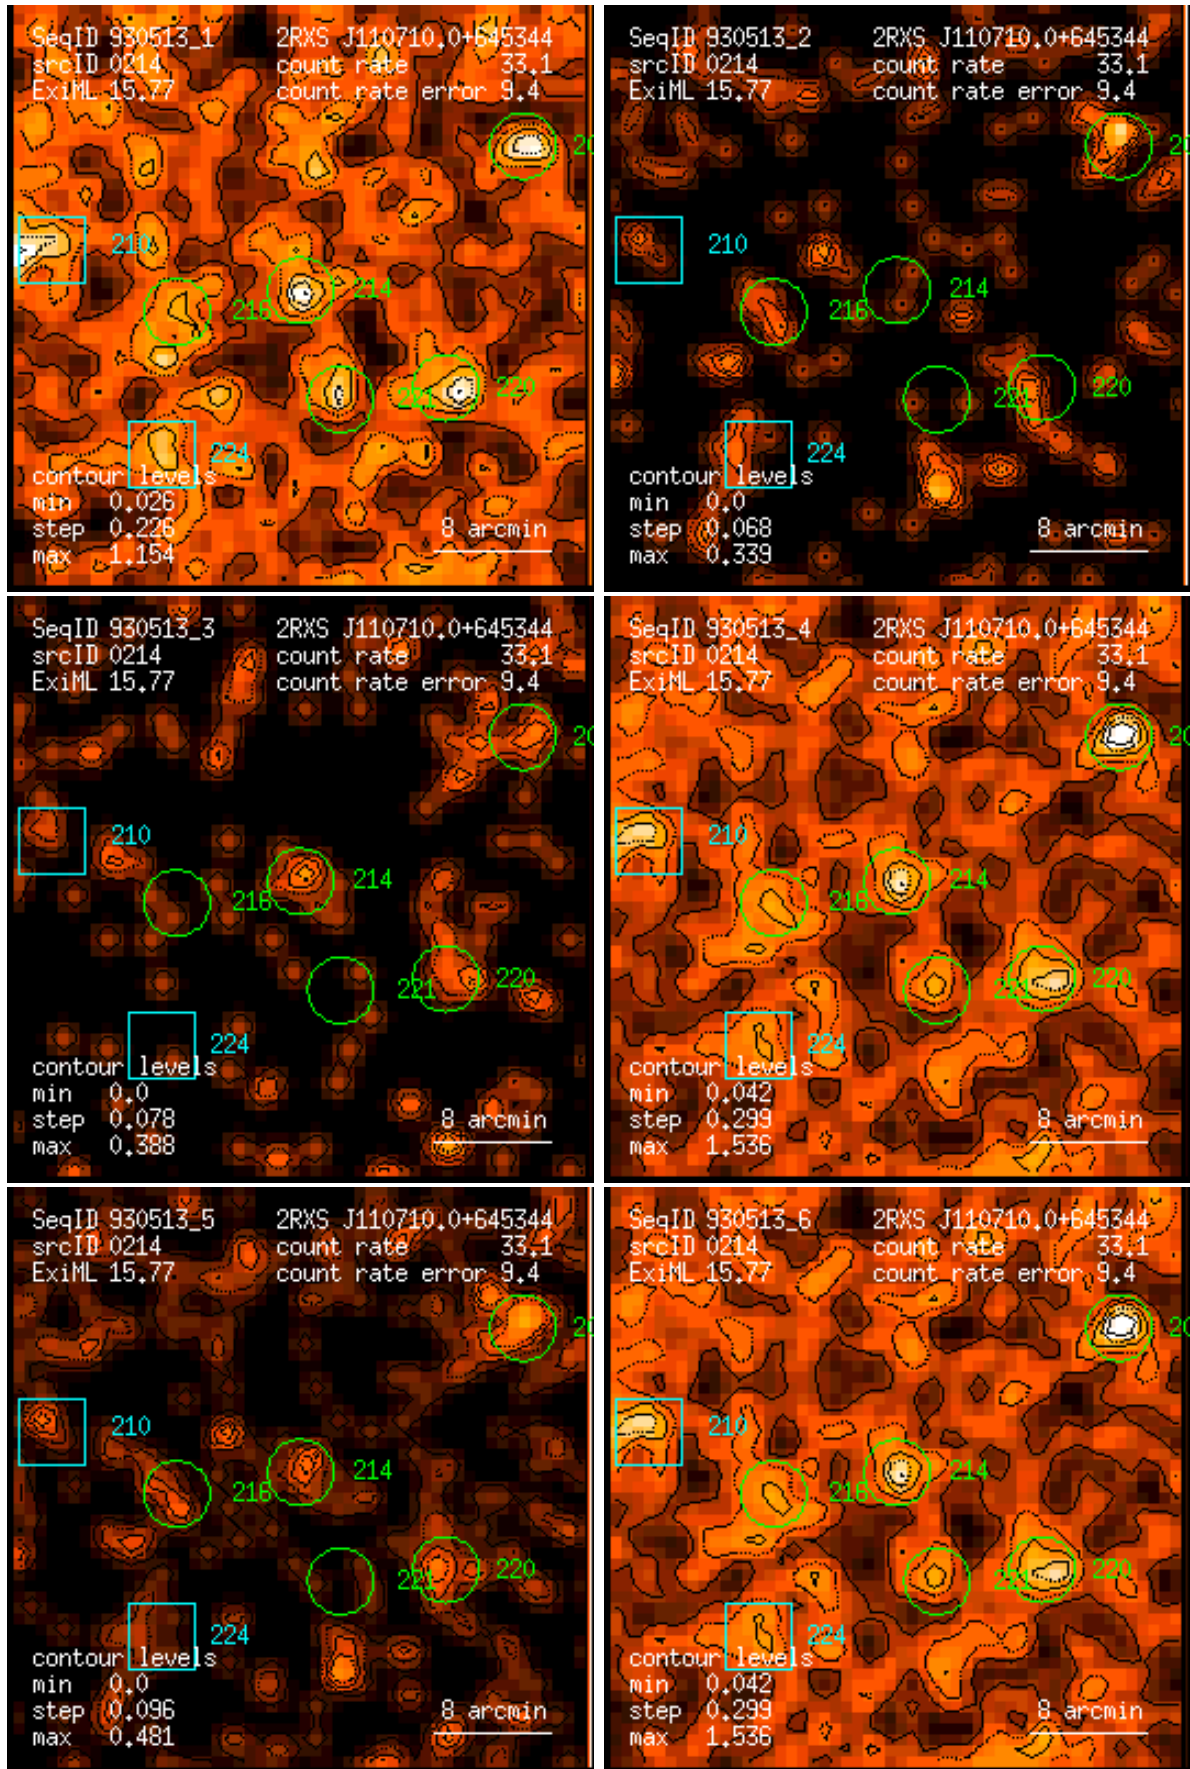 SeqID 930513_1 2RXS J110710.0+645344
srcID 0214 count rate 33.1
ExiML 15.77 count rate error 9.4
20
210
214
216
220
221
224
contour levels
min 0.026
step 0.226 8 arcmin
max 1.154
SeqID 930513_2 2RXS J110710.0+645344
srcID 0214 count rate 33.1
ExiML 15.77 count rate error 9.4
20
210
214
216
220
221
224
contour levels
min 0.0
step 0.068 8 arcmin
max 0.339
SeqID 930513_3 2RXS J110710.0+645344
srcID 0214 count rate 33.1
ExiML 15.77 count rate error 9.4
20
210
214
216
220
221
224
contour levels
min 0.0
step 0.078 8 arcmin
max 0.388
SeqID 930513_4 2RXS J110710.0+645344
srcID 0214 count rate 33.1
ExiML 15.77 count rate error 9.4
20
210
214
216
220
221
224
contour levels
min 0.042
step 0.299 8 arcmin
max 1.536
SeqID 930513_5 2RXS J110710.0+645344
srcID 0214 count rate 33.1
ExiML 15.77 count rate error 9.4
20
210
214
216
220
221
224
contour levels
min 0.0
step 0.096 8 arcmin
max 0.481
SeqID 930513_6 2RXS J110710.0+645344
srcID 0214 count rate 33.1
ExiML 15.77 count rate error 9.4
20
210
214
216
220
221
224
contour levels
min 0.042
step 0.299 8 arcmin
max 1.536